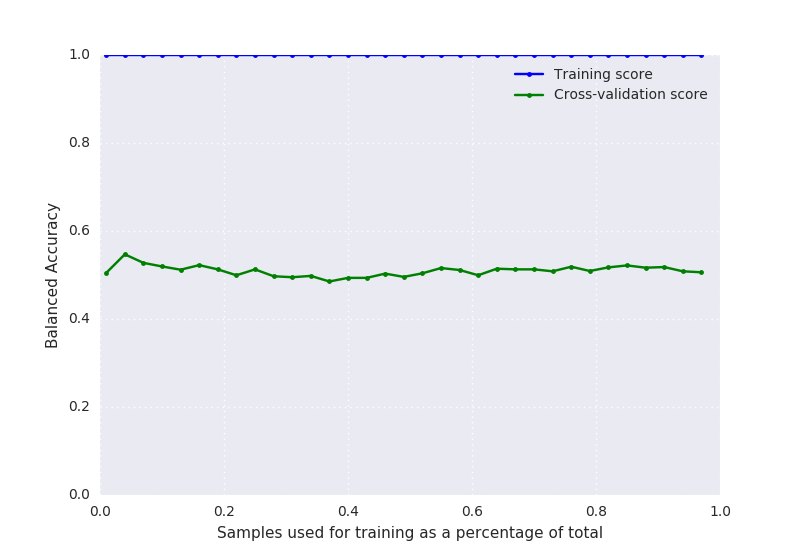 1.0
Training score
Cross-validation score
0.8
0.6
0.4
0.2
0.0
Balanced Accuracy
0.0 0.2 0.4 0.6 0.8 1.0
Samples used for training as a percentage of total